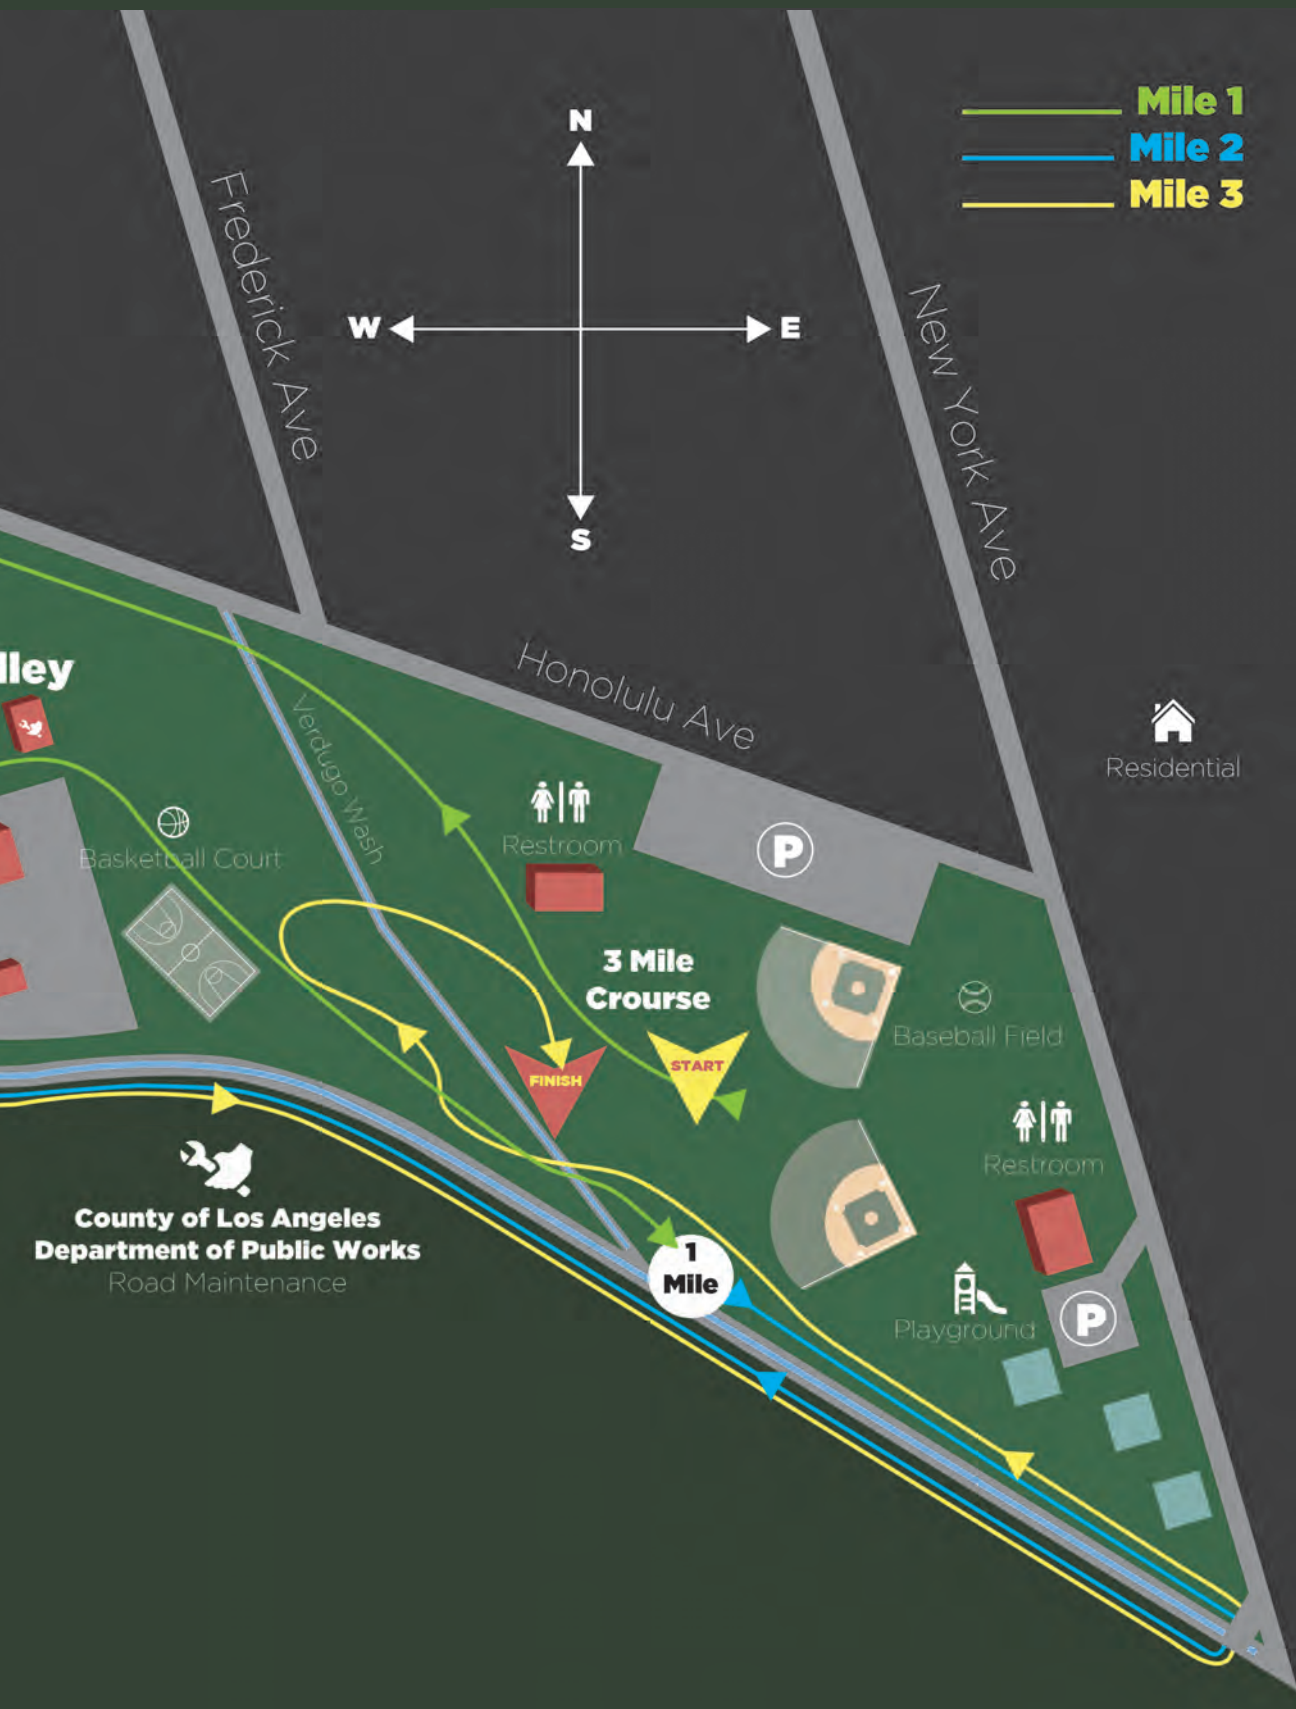 Mile 1
Mile 2
Mile 3
N
W
E
S
Frederick Ave
New York Ave
Honolulu Ave
Residential
lley
Verdugo Wash
Restroom
P
Basketball Court
3 Mile
Crourse
START
FINISH
Baseball Field
Restroom
County of Los Angeles
Department of Public Works
Road Maintenance
1
Mile
Playground
P